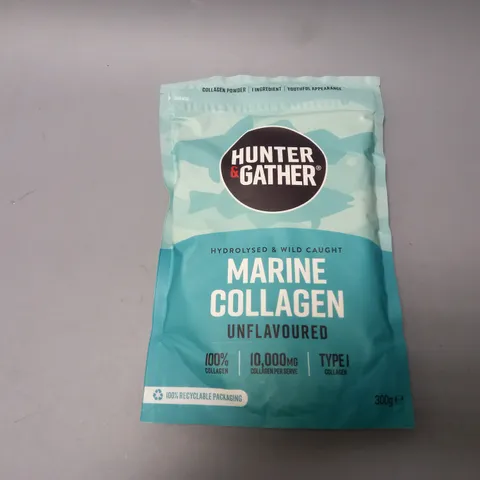 COLLAGEN POWDER | 1 INGREDIENT | YOUTHFUL APPEARANCE
HUNTER
& GATHER®
HYDROLYSED & WILD CAUGHT
MARINE
COLLAGEN
UNFLAVOURED
100% COLLAGEN | 10,000MG COLLAGEN PER SERVE | TYPE I COLLAGEN
100% RECYCLABLE PACKAGING
300g e